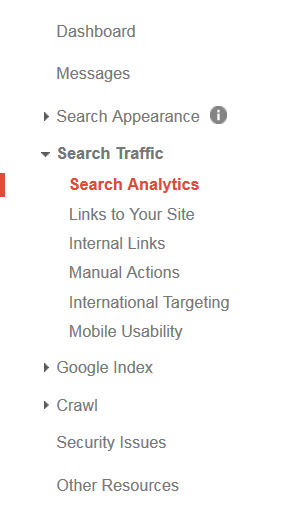 Dashboard
Messages
Search Appearance
Search Traffic
Search Analytics
Links to Your Site
Internal Links
Manual Actions
International Targeting
Mobile Usability
Google Index
Crawl
Security Issues
Other Resources